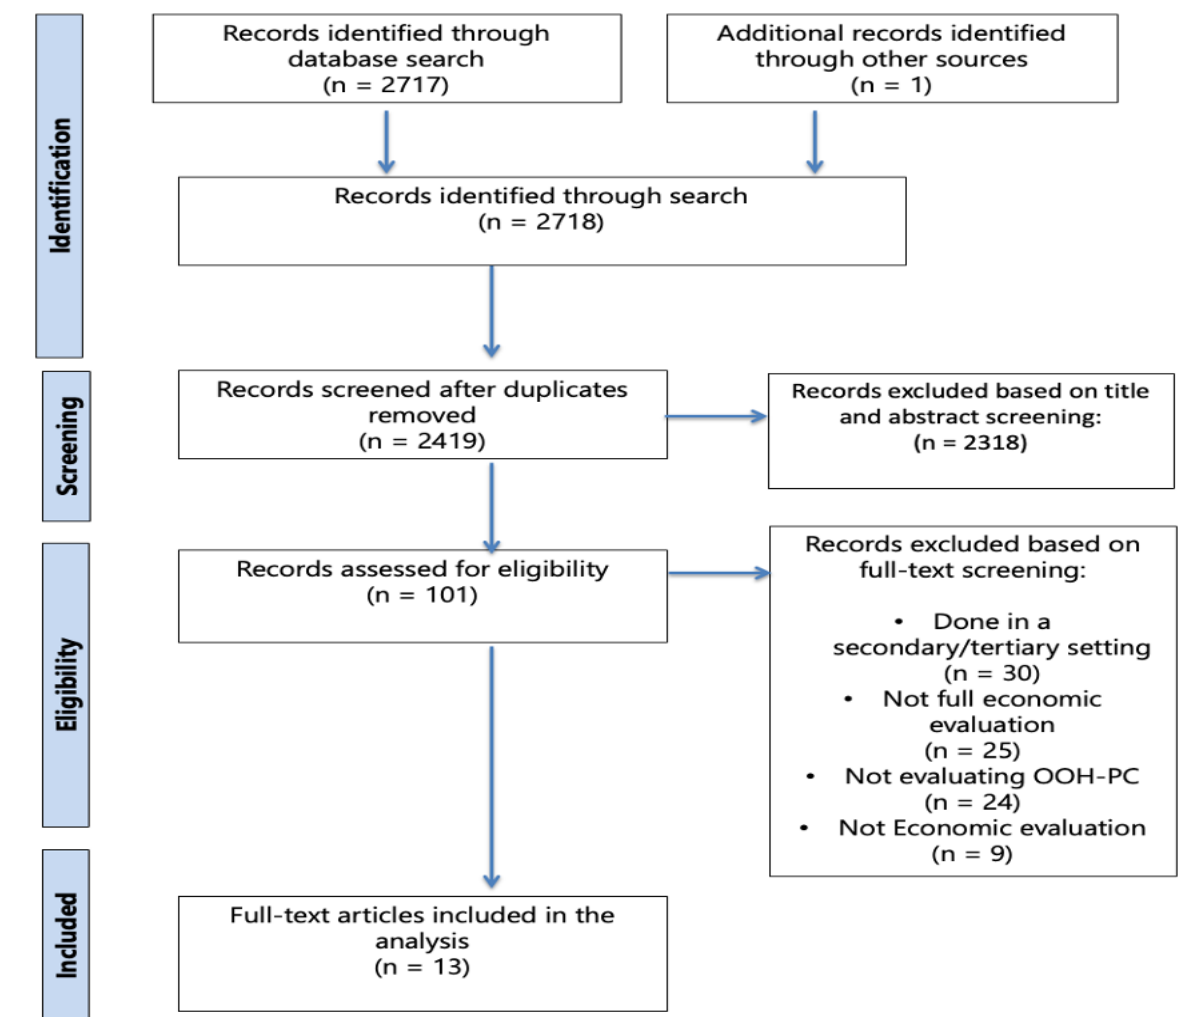 Identification
Records identified through
database search
(n = 2717)
Additional records identified
through other sources
(n = 1)
Records identified through search
(n = 2718)
Screening
Records screened after duplicates
removed
(n = 2419)
Records excluded based on title
and abstract screening:
(n = 2318)
Eligibility
Records assessed for eligibility
(n = 101)
Records excluded based on
full-text screening:
• Done in a
secondary/tertiary setting
(n = 30)
• Not full economic
evaluation
(n = 25)
• Not evaluating OOH-PC
(n = 24)
• Not Economic evaluation
(n = 9)
Included
Full-text articles included in the
analysis
(n = 13)